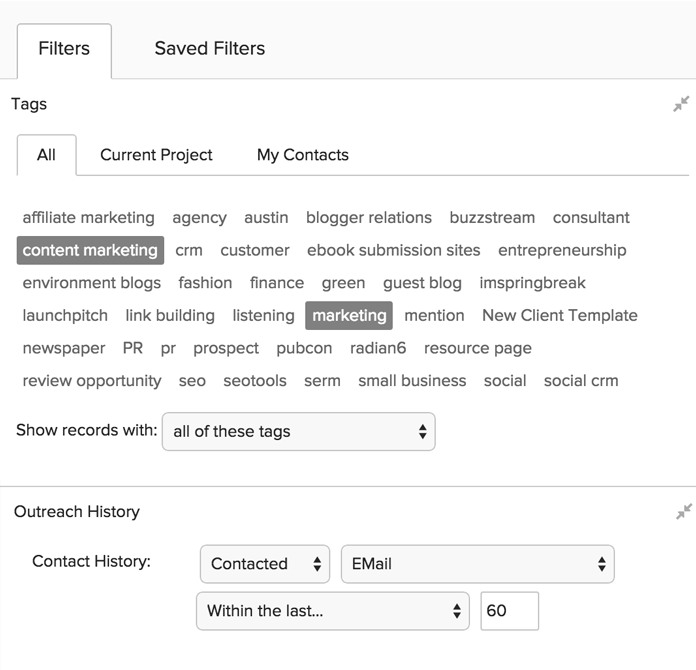 Filters Saved Filters
Tags
All Current Project My Contacts
affiliate marketing agency austin blogger relations buzzstream consultant
content marketing crm customer ebook submission sites entrepreneurship
environment blogs fashion finance green guest blog imspringbreak
launchpitch link building listening marketing mention New Client Template
newspaper PR pr prospect pubcon radian6 resource page
review opportunity seo seotools serm small business social social crm
Show records with: all of these tags
Outreach History
Contact History: Contacted EMail
Within the last... 60